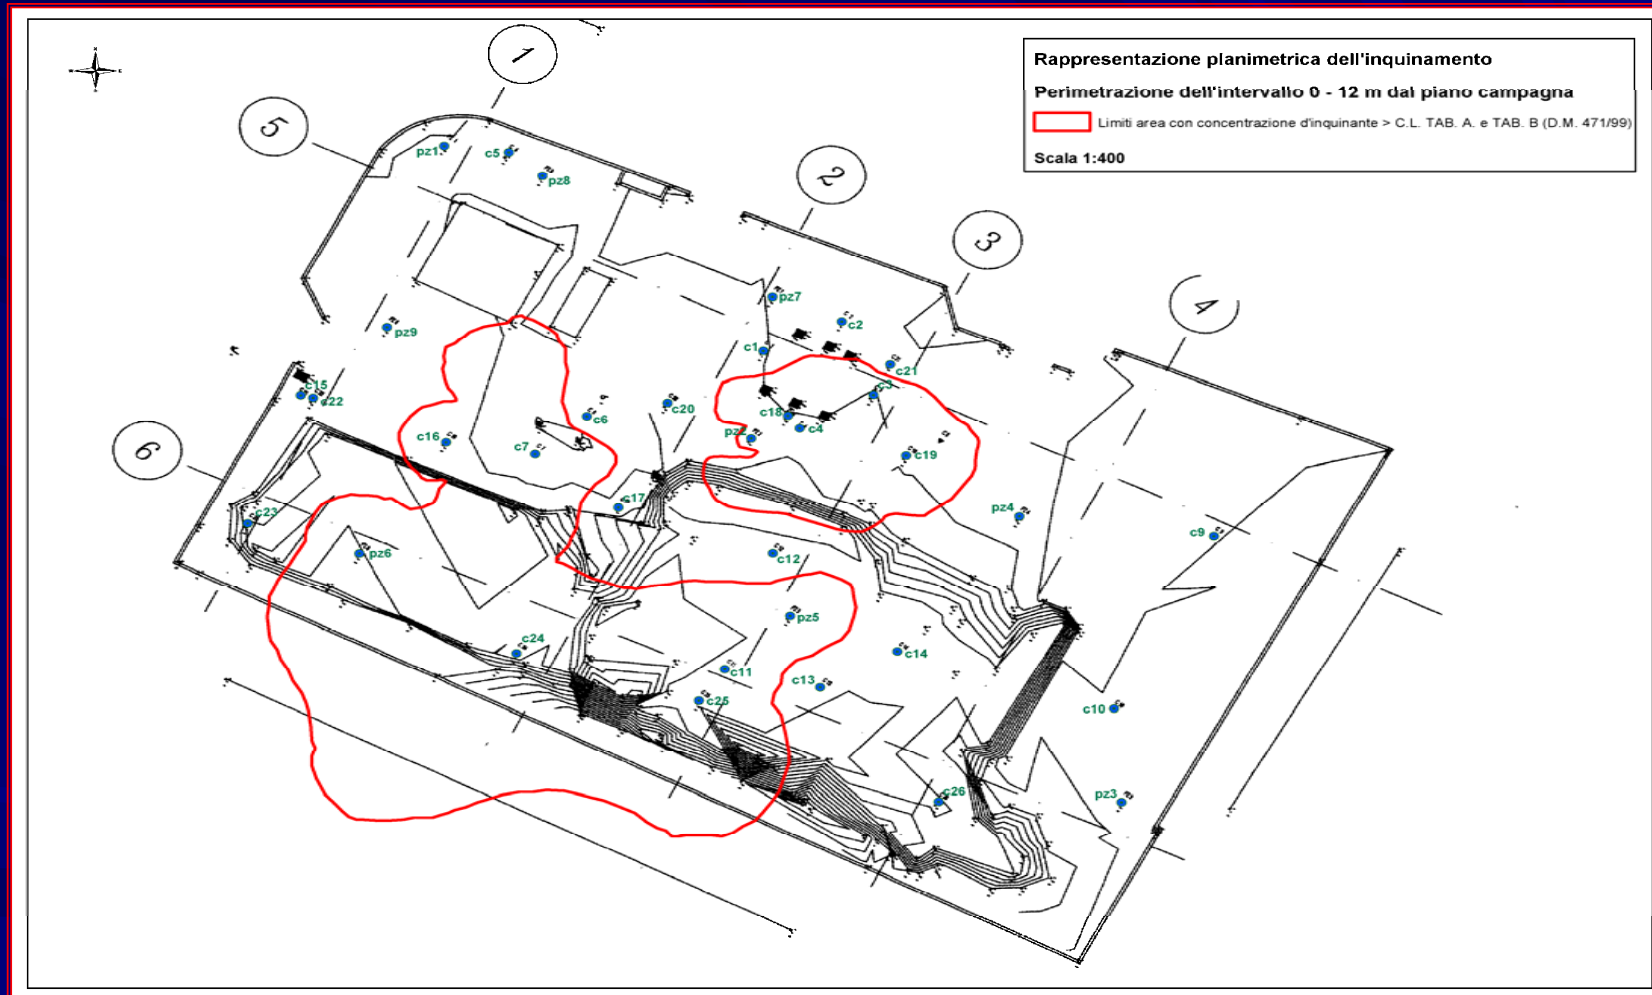 Rappresentazione planimetrica dell'inquinamento
Perimetrazione dell'intervallo 0 - 12 m dal piano campagna
Limiti area con concentrazione d'inquinante > C.L. TAB. A. e TAB. B (D.M. 471/99)
Scala 1:400
1
5
2
3
4
6
pz1
c5
pz8
pz7
c2
pz9
c1
c21
c15
c22
c3
c20
c6
c18
c4
pz2
c16
c7
c19
c17
pz4
c23
c9
pz6
c12
pz5
c24
c14
c11
c13
c25
c10
c26
pz3